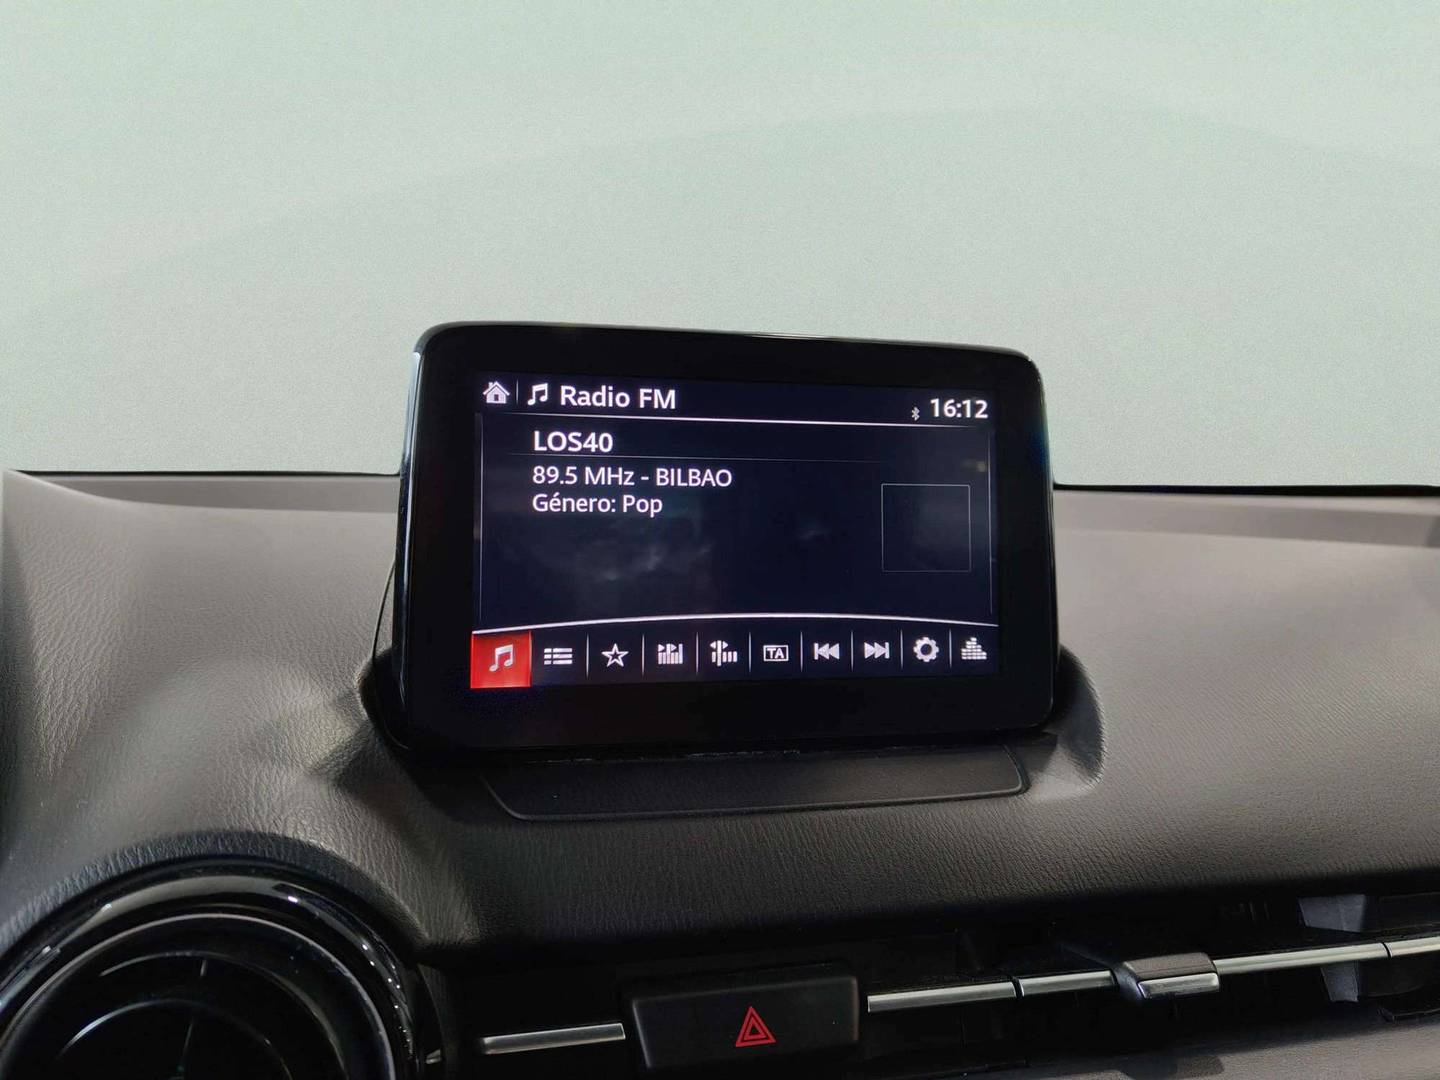 Radio FM
16:12
LOS40
89.5 MHz - BILBAO
Género: Pop
TA